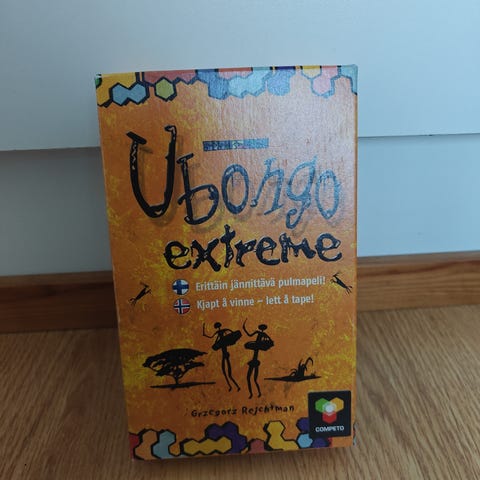 Ubongo
extreme
Erittäin jännittävä pulmapeli!
Kjapt å vinne – lett å tape!
Grzegorz Rejchtman
COMPETO